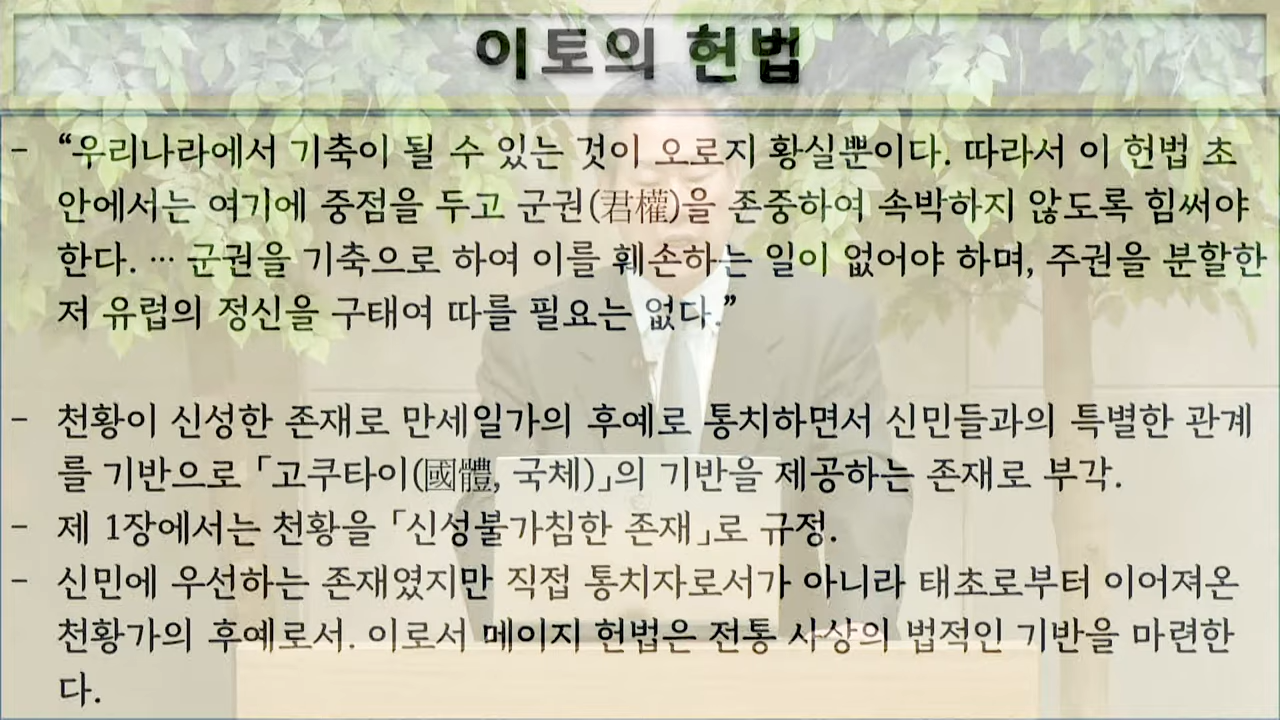 이토의 헌법
- “우리나라에서 기축이 될 수 있는 것이 오로지 황실뿐이다. 따라서 이 헌법 초
안에서는 여기에 중점을 두고 군권(君權)을 존중하여 속박하지 않도록 힘써야
한다. … 군권을 기축으로 하여 이를 훼손하는 일이 없어야 하며, 주권을 분할한
저 유럽의 정신을 구태여 따를 필요는 없다.”
- 천황이 신성한 존재로 만세일가의 후예로 통치하면서 신민들과의 특별한 관계
를 기반으로 「고쿠타이(國體, 국체)」의 기반을 제공하는 존재로 부각.
- 제 1장에서는 천황을 「신성불가침한 존재」로 규정.
- 신민에 우선하는 존재였지만 직접 통치자로서가 아니라 태초로부터 이어져온
천황가의 후예로서. 이로서 메이지 헌법은 전통 사상의 법적인 기반을 마련한
다.